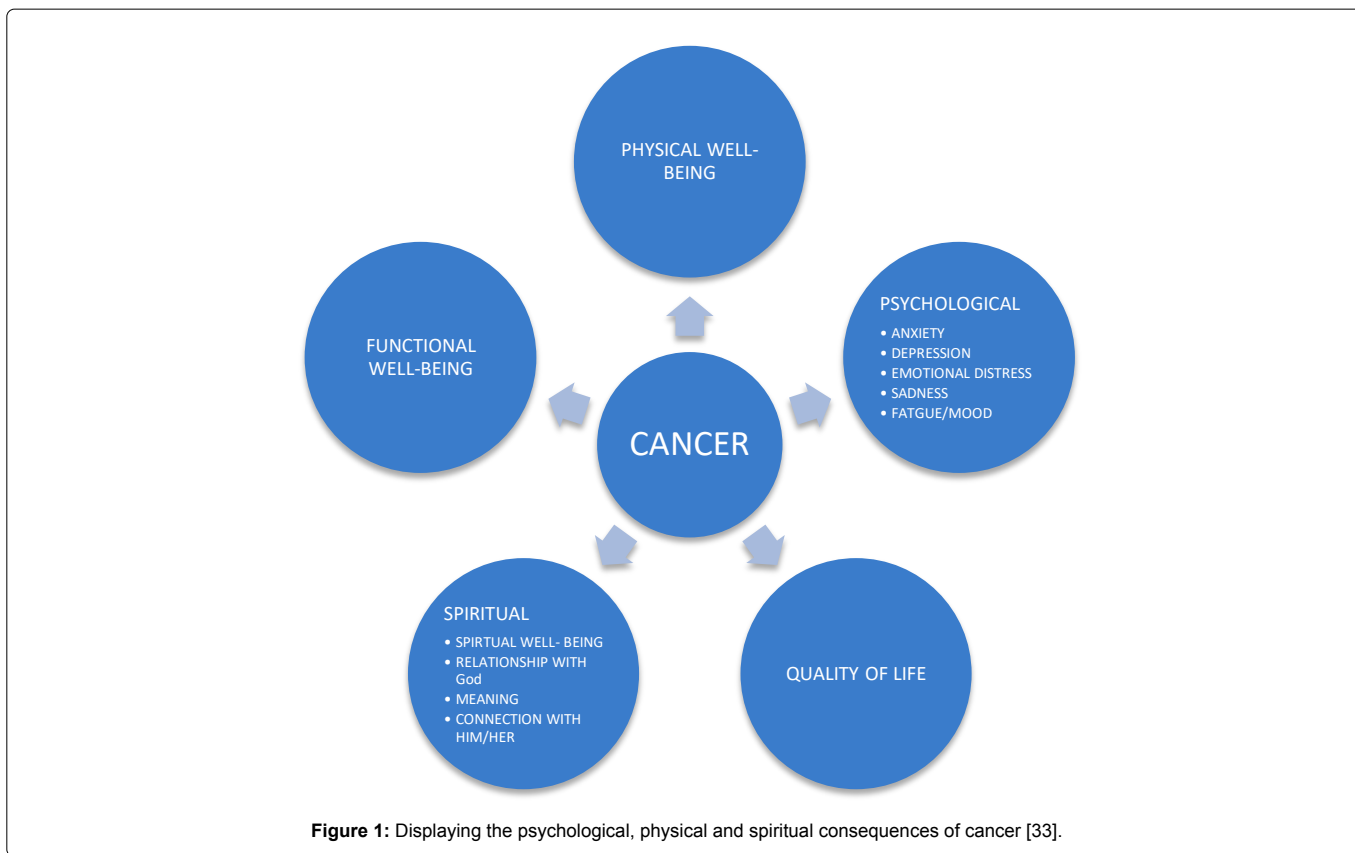 PHYSICAL WELL-
BEING
PSYCHOLOGICAL
• ANXIETY
• DEPRESSION
• EMOTIONAL DISTRESS
• SADNESS
• FATGUE/MOOD
FUNCTIONAL
WELL-BEING
CANCER
SPIRITUAL
• SPIRTUAL WELL- BEING
• RELATIONSHIP WITH
God
• MEANING
• CONNECTION WITH
HIM/HER
QUALITY OF LIFE
Figure 1: Displaying the psychological, physical and spiritual consequences of cancer [33].